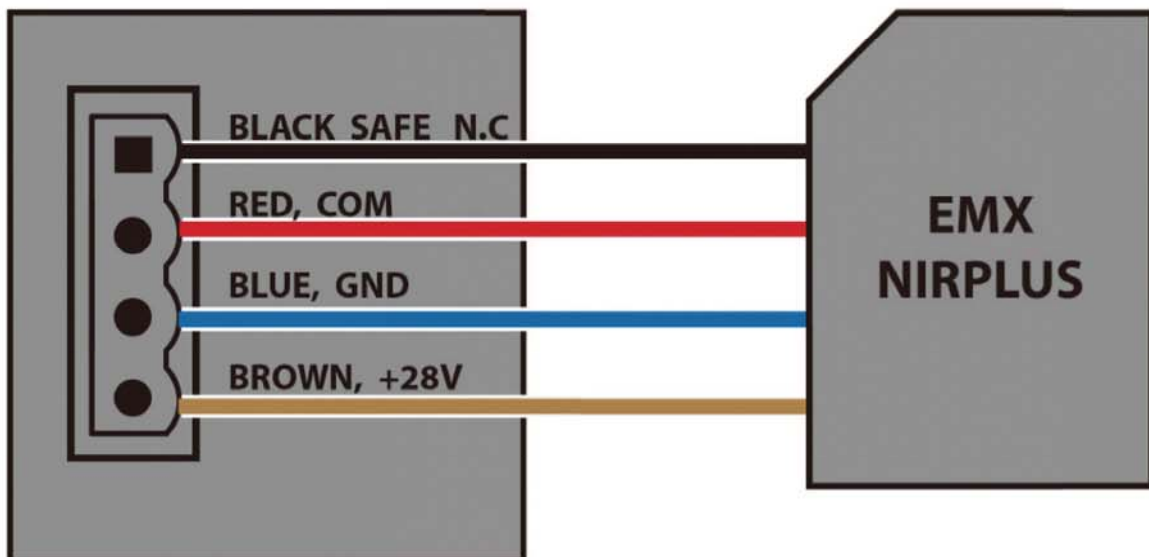 BLACK SAFE N.C
RED, COM
BLUE, GND
BROWN, +28V
EMX
NIRPLUS